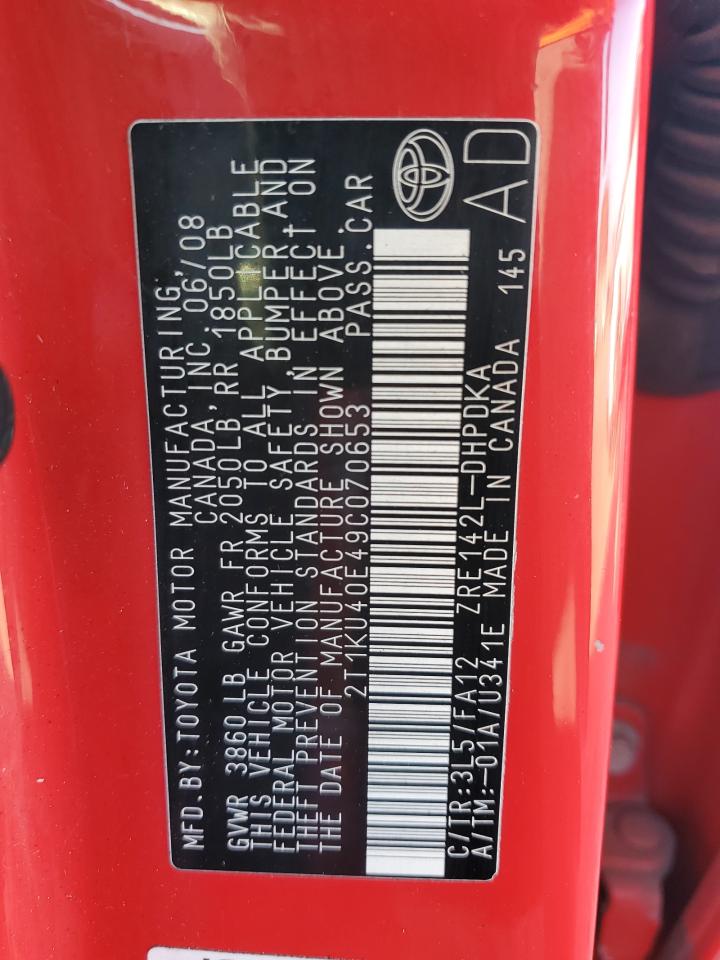 MFD.BY:TOYOTA MOTOR MANUFACTURING,
CANADA, INC. 06/08
GVWR 3860LB GAWR FR 2050LB, RR 1850LB
THIS VEHICLE CONFORMS TO ALL APPLICABLE
FEDERAL MOTOR VEHICLE SAFETY, BUMPER, AND
THEFT PREVENTION STANDARDS IN EFFECT ON
THE DATE OF MANUFACTURE SHOWN ABOVE.
2T1KU40E49C070653 PASS.CAR
C/TR:3L5/FA12 ZRE142L-DHPDKA
A/TM:-01A/U341E MADE IN CANADA 145
AD